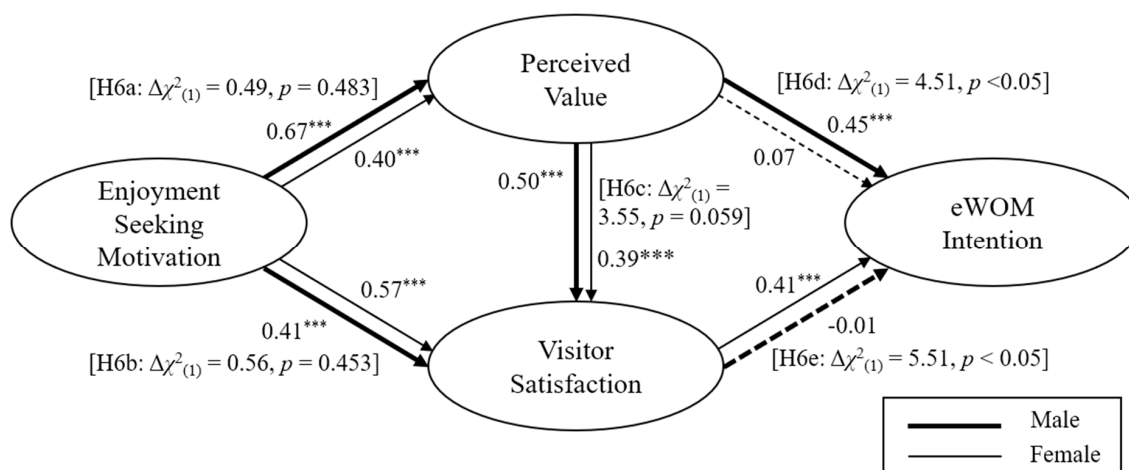 Perceived
Value
[H6a: Δχ²₍₁₎ = 0.49, p = 0.483]
[H6d: Δχ²₍₁₎ = 4.51, p <0.05]
0.67***
0.40***
0.45***
0.07
Enjoyment
Seeking
Motivation
0.50***
[H6c: Δχ²₍₁₎ =
3.55, p = 0.059]
0.39***
eWOM
Intention
0.57***
0.41***
[H6b: Δχ²₍₁₎ = 0.56, p = 0.453]
Visitor
Satisfaction
0.41***
-0.01
[H6e: Δχ²₍₁₎ = 5.51, p < 0.05]
Male
Female